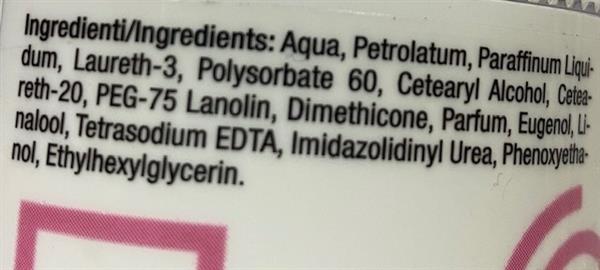 Ingredienti/Ingredients: Aqua, Petrolatum, Paraffinum Liqui-
dum, Laureth-3, Polysorbate 60, Cetearyl Alcohol, Cetea-
reth-20, PEG-75 Lanolin, Dimethicone, Parfum, Eugenol, Li-
nalool, Tetrasodium EDTA, Imidazolidinyl Urea, Phenoxyetha-
nol, Ethylhexylglycerin.